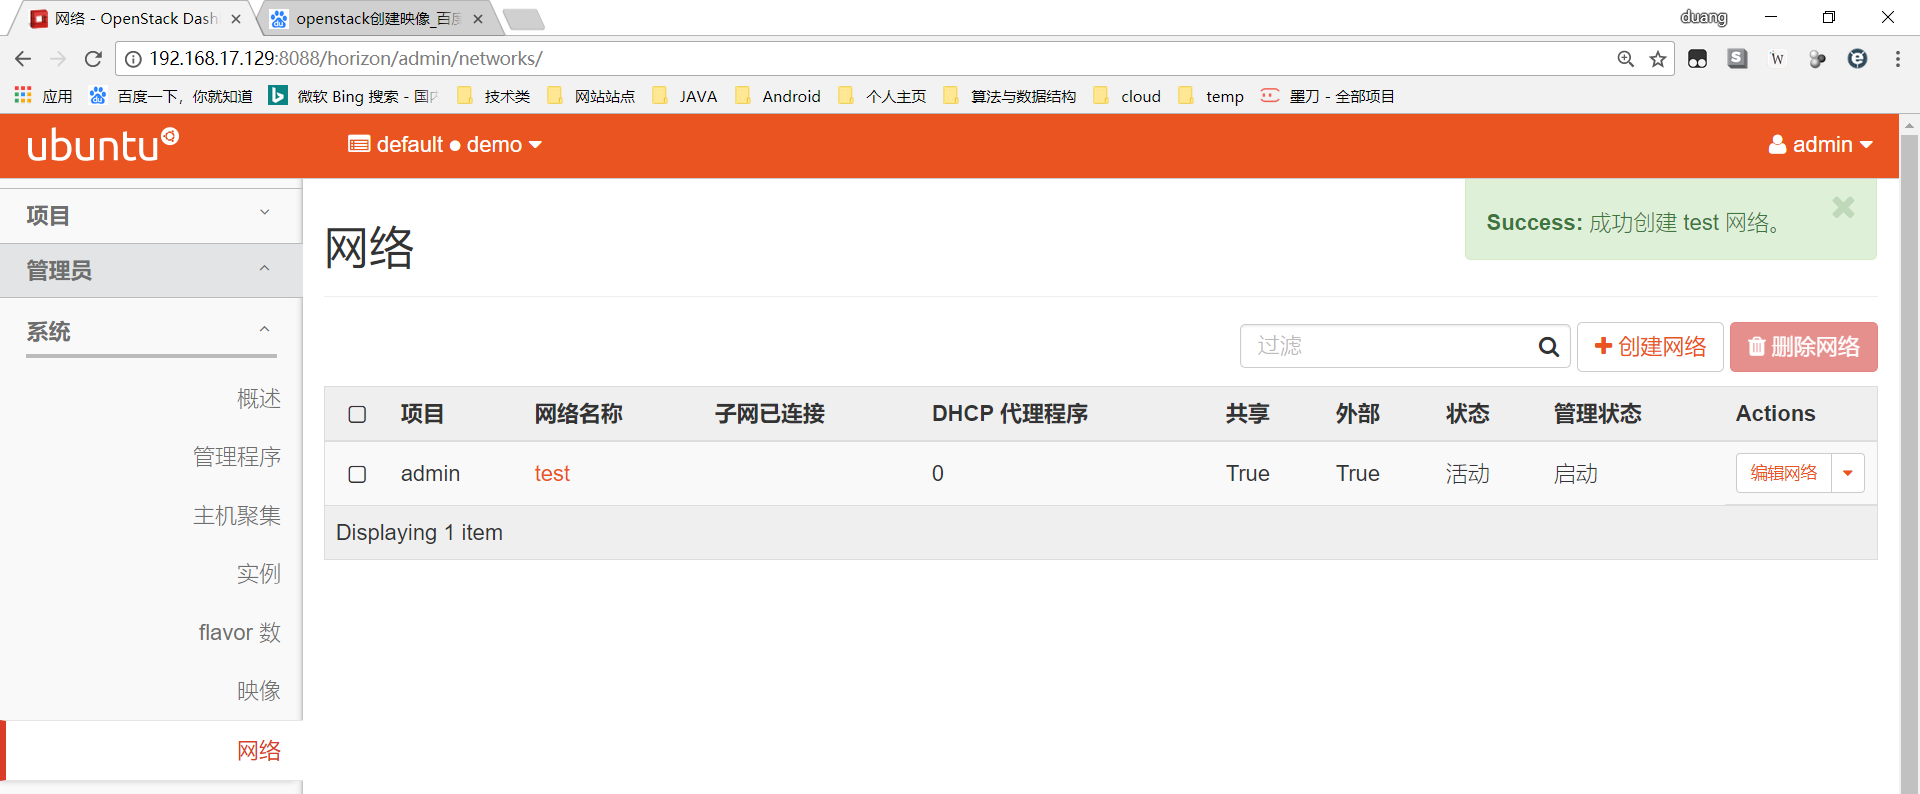 网络 - OpenStack Dash
openstack创建映像_百度
duang
192.168.17.129:8088/horizon/admin/networks/
应用
百度一下，你就知道
微软 Bing 搜索 - 国内
技术类
网站站点
JAVA
Android
个人主页
算法与数据结构
cloud
temp
墨刀 - 全部项目
ubuntu
default ● demo
admin
项目
管理员
系统
概述
管理程序
主机聚集
实例
flavor 数
映像
网络
网络
Success: 成功创建 test 网络。
过滤
创建网络
删除网络
项目 网络名称 子网已连接 DHCP 代理程序 共享 外部 状态 管理状态 Actions
admin test 0 True True 活动 启动 编辑网络
Displaying 1 item